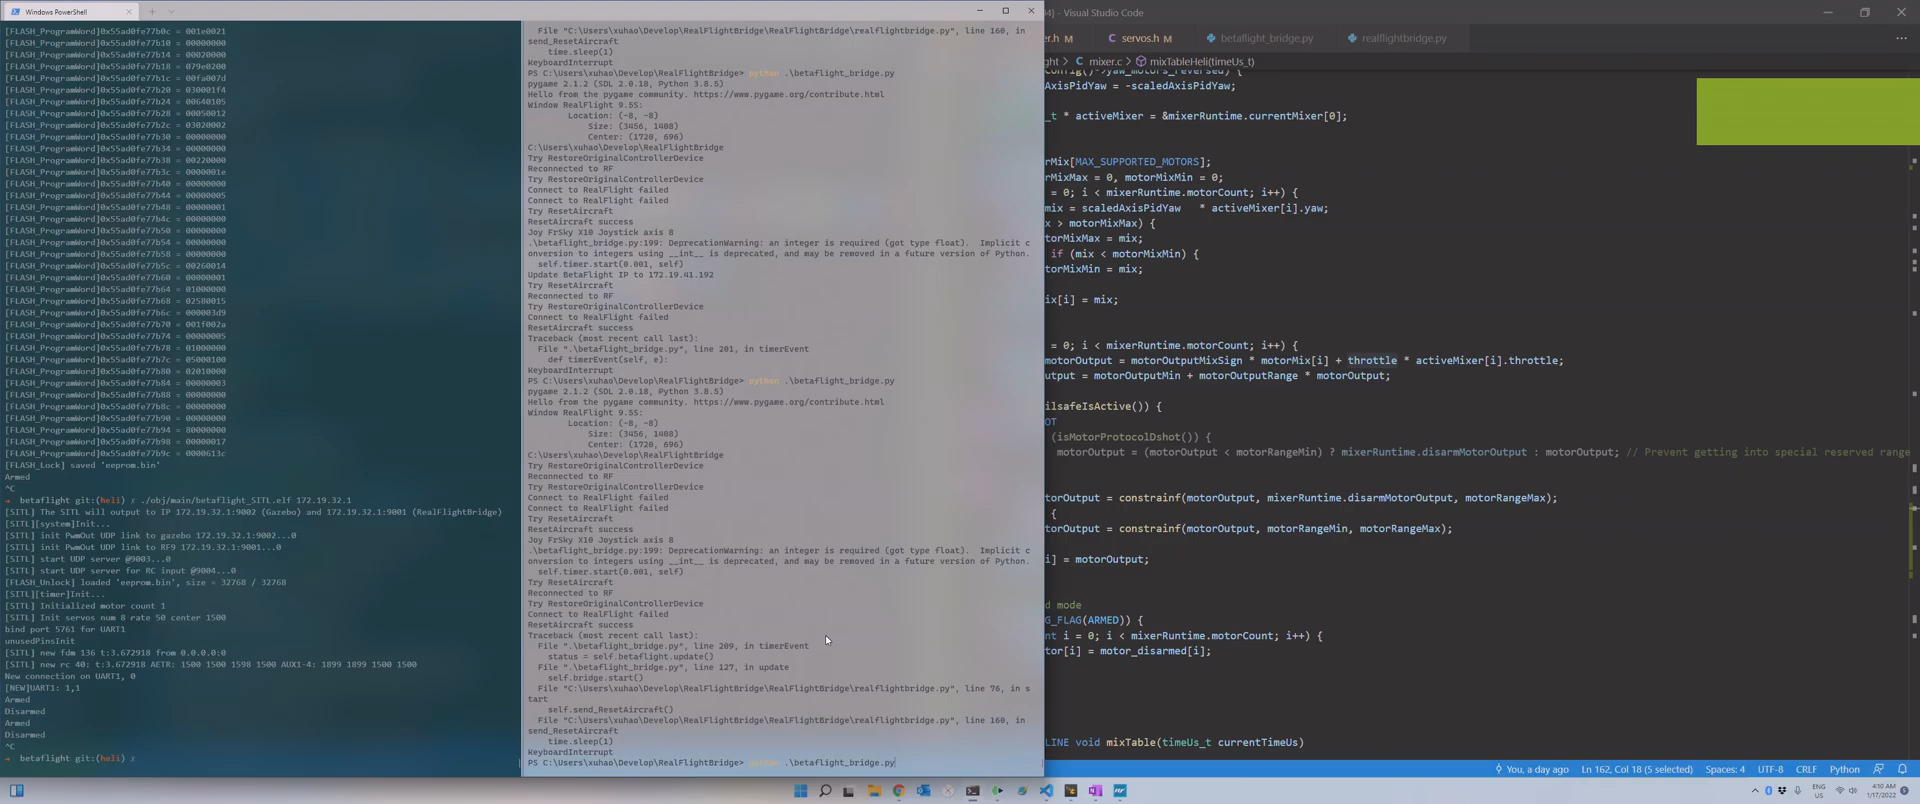 Windows PowerShell
[FLASH_ProgramWord]0x55ad0fe77b0c = 001e0021
[FLASH_ProgramWord]0x55ad0fe77b10 = 00000000
[FLASH_ProgramWord]0x55ad0fe77b14 = 00020000
[FLASH_ProgramWord]0x55ad0fe77b18 = 079e0200
[FLASH_ProgramWord]0x55ad0fe77b1c = 00fa007d
[FLASH_ProgramWord]0x55ad0fe77b20 = 030001f4
[FLASH_ProgramWord]0x55ad0fe77b24 = 00640105
[FLASH_ProgramWord]0x55ad0fe77b28 = 00050012
[FLASH_ProgramWord]0x55ad0fe77b2c = 03020002
[FLASH_ProgramWord]0x55ad0fe77b30 = 00000000
[FLASH_ProgramWord]0x55ad0fe77b34 = 00000000
[FLASH_ProgramWord]0x55ad0fe77b38 = 00220000
[FLASH_ProgramWord]0x55ad0fe77b3c = 0000001e
[FLASH_ProgramWord]0x55ad0fe77b40 = 00000000
[FLASH_ProgramWord]0x55ad0fe77b44 = 00000005
[FLASH_ProgramWord]0x55ad0fe77b48 = 00000001
[FLASH_ProgramWord]0x55ad0fe77b4c = 00000000
[FLASH_ProgramWord]0x55ad0fe77b50 = 00000000
[FLASH_ProgramWord]0x55ad0fe77b54 = 00000000
[FLASH_ProgramWord]0x55ad0fe77b58 = 00000000
[FLASH_ProgramWord]0x55ad0fe77b5c = 00260014
[FLASH_ProgramWord]0x55ad0fe77b60 = 00000001
[FLASH_ProgramWord]0x55ad0fe77b64 = 01000000
[FLASH_ProgramWord]0x55ad0fe77b68 = 02580015
[FLASH_ProgramWord]0x55ad0fe77b6c = 000003d9
[FLASH_ProgramWord]0x55ad0fe77b70 = 001f002a
[FLASH_ProgramWord]0x55ad0fe77b74 = 00000005
[FLASH_ProgramWord]0x55ad0fe77b78 = 01000000
[FLASH_ProgramWord]0x55ad0fe77b7c = 05000100
[FLASH_ProgramWord]0x55ad0fe77b80 = 02010000
[FLASH_ProgramWord]0x55ad0fe77b84 = 00000003
[FLASH_ProgramWord]0x55ad0fe77b88 = 00000000
[FLASH_ProgramWord]0x55ad0fe77b8c = 00000000
[FLASH_ProgramWord]0x55ad0fe77b90 = 00000000
[FLASH_ProgramWord]0x55ad0fe77b94 = 80000000
[FLASH_ProgramWord]0x55ad0fe77b98 = 00000017
[FLASH_ProgramWord]0x55ad0fe77b9c = 0000613c
[FLASH_Lock] saved 'eeprom.bin'
Armed
^C
→ betaflight git:(heli) ✗ ./obj/main/betaflight_SITL.elf 172.19.32.1
[SITL] The SITL will output to IP 172.19.32.1:9002 (Gazebo) and 172.19.32.1:9001 (RealFlightBridge)
[SITL][system]Init...
[SITL] init PwmOut UDP link to gazebo 172.19.32.1:9002...0
[SITL] init PwmOut UDP link to RF9 172.19.32.1:9001...0
[SITL] start UDP server @9003...0
[SITL] start UDP server for RC input @9004...0
[FLASH_Unlock] loaded 'eeprom.bin', size = 32768 / 32768
[SITL] [timer]Init...
[SITL] Initialized motor count 1
[SITL] Init servos num 8 rate 50 center 1500
bind port 5761 for UART1
unusedPinsInit
[SITL] new fdm 136 t:3.672918 from 0.0.0.0:0
[SITL] new rc 40: t:3.672918 AETR: 1500 1500 1598 1500 AUX1-4: 1899 1899 1500 1500
New connection on UART1, 0
[NEW]UART1: 1,1
Armed
Disarmed
Armed
Disarmed
^C
→ betaflight git:(heli) ✗
File "C:\Users\xuhao\Develop\RealFlightBridge\RealFlightBridge\realflightbridge.py", line 160, in
send_ResetAircraft
time.sleep(1)
KeyboardInterrupt
PS C:\Users\xuhao\Develop\RealFlightBridge> python .\betaflight_bridge.py
pygame 2.1.2 (SDL 2.0.18, Python 3.8.5)
Hello from the pygame community. https://www.pygame.org/contribute.html
Window RealFlight 9.5S:
Location: (-8, -8)
Size: (3456, 1408)
Center: (1720, 696)
C:\Users\xuhao\Develop\RealFlightBridge
Try RestoreOriginalControllerDevice
Reconnected to RF
Try RestoreOriginalControllerDevice
Connect to RealFlight failed
Connect to RealFlight failed
Try ResetAircraft
ResetAircraft success
Joy FrSky X10 Joystick axis 8
.\betaflight_bridge.py:199: DeprecationWarning: an integer is required (got type float).  Implicit c
onversion to integers using __int__ is deprecated, and may be removed in a future version of Python.
self.timer.start(0.001, self)
Update BetaFlight IP to 172.19.41.192
Try ResetAircraft
Reconnected to RF
Try RestoreOriginalControllerDevice
Connect to RealFlight failed
ResetAircraft success
Traceback (most recent call last):
File ".\betaflight_bridge.py", line 201, in timerEvent
def timerEvent(self, e):
KeyboardInterrupt
PS C:\Users\xuhao\Develop\RealFlightBridge> python .\betaflight_bridge.py
pygame 2.1.2 (SDL 2.0.18, Python 3.8.5)
Hello from the pygame community. https://www.pygame.org/contribute.html
Window RealFlight 9.5S:
Location: (-8, -8)
Size: (3456, 1408)
Center: (1720, 696)
C:\Users\xuhao\Develop\RealFlightBridge
Try RestoreOriginalControllerDevice
Reconnected to RF
Try RestoreOriginalControllerDevice
Connect to RealFlight failed
Connect to RealFlight failed
Try ResetAircraft
ResetAircraft success
Joy FrSky X10 Joystick axis 8
.\betaflight_bridge.py:199: DeprecationWarning: an integer is required (got type float).  Implicit c
onversion to integers using __int__ is deprecated, and may be removed in a future version of Python.
self.timer.start(0.001, self)
Try ResetAircraft
Reconnected to RF
Try RestoreOriginalControllerDevice
Connect to RealFlight failed
ResetAircraft success
Traceback (most recent call last):
File ".\betaflight_bridge.py", line 209, in timerEvent
status = self.betaflight.update()
File ".\betaflight_bridge.py", line 127, in update
self.bridge.start()
File "C:\Users\xuhao\Develop\RealFlightBridge\RealFlightBridge\realflightbridge.py", line 76, in s
tart
self.send_ResetAircraft()
File "C:\Users\xuhao\Develop\RealFlightBridge\RealFlightBridge\realflightbridge.py", line 160, in
send_ResetAircraft
time.sleep(1)
KeyboardInterrupt
PS C:\Users\xuhao\Develop\RealFlightBridge> python .\betaflight_bridge.py
- Visual Studio Code
er.h M servos.h M betaflight_bridge.py realflightbridge.py
ght > C mixer.c > mixTableHeli(timeUs_t)
onfig()->yaw_motors_reversed) {
AxisPidYaw = -scaledAxisPidYaw;
_t * activeMixer = &mixerRuntime.currentMixer[0];
rMix[MAX_SUPPORTED_MOTORS];
motorMixMax = 0, motorMixMin = 0;
= 0; i < mixerRuntime.motorCount; i++) {
mix = scaledAxisPidYaw   * activeMixer[i].yaw;
x > motorMixMax) {
torMixMax = mix;
if (mix < motorMixMin) {
torMixMin = mix;
ix[i] = mix;
= 0; i < mixerRuntime.motorCount; i++) {
motorOutput = motorOutputMixSign * motorMix[i] + throttle * activeMixer[i].throttle;
utput = motorOutputMin + motorOutputRange * motorOutput;
ilsafeIsActive()) {
OT
(isMotorProtocolDshot()) {
motorOutput = (motorOutput < motorRangeMin) ? mixerRuntime.disarmMotorOutput : motorOutput; // Prevent getting into special reserved range
otorOutput = constrainf(motorOutput, mixerRuntime.disarmMotorOutput, motorRangeMax);
{
otorOutput = constrainf(motorOutput, motorRangeMin, motorRangeMax);
[i] = motorOutput;
d mode
G_FLAG(ARMED)) {
nt i = 0; i < mixerRuntime.motorCount; i++) {
tor[i] = motor_disarmed[i];
LINE void mixTable(timeUs_t currentTimeUs)
You, a day ago Ln 162, Col 18 (5 selected) Spaces: 4 UTF-8 CRLF Python
ENG
US
4:10 AM
1/17/2022